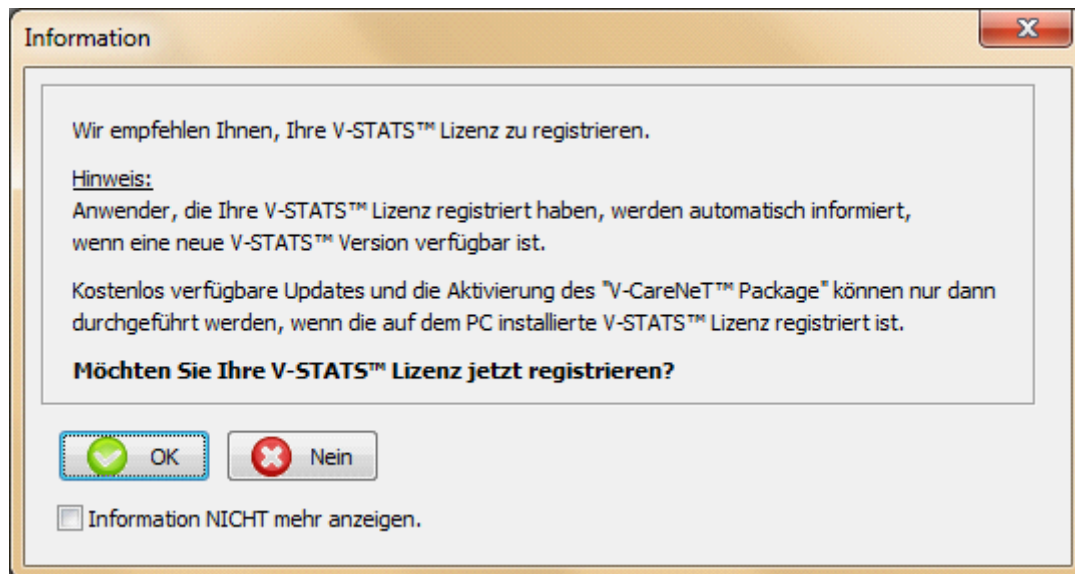 Information
Wir empfehlen Ihnen, Ihre V-STATS™ Lizenz zu registrieren.
Hinweis:
Anwender, die Ihre V-STATS™ Lizenz registriert haben, werden automatisch informiert,
wenn eine neue V-STATS™ Version verfügbar ist.
Kostenlos verfügbare Updates und die Aktivierung des "V-CareNeT™ Package" können nur dann
durchgeführt werden, wenn die auf dem PC installierte V-STATS™ Lizenz registriert ist.
Möchten Sie Ihre V-STATS™ Lizenz jetzt registrieren?
OK Nein
Information NICHT mehr anzeigen.